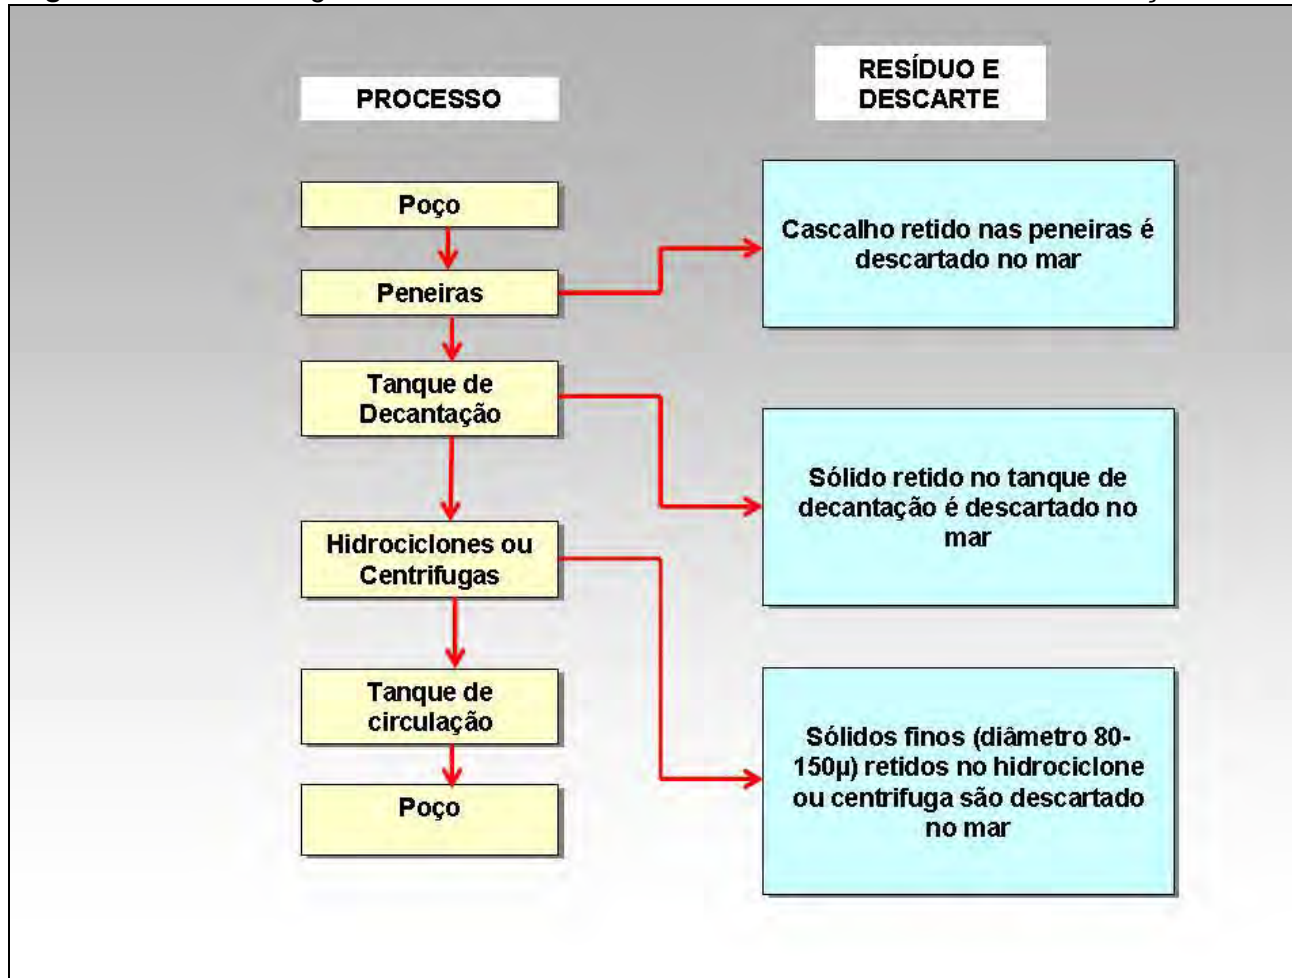 PROCESSO
RESÍDUO E
DESCARTE
Poço
Peneiras
Cascalho retido nas peneiras é
descartado no mar
Tanque de
Decantação
Sólido retido no tanque de
decantação é descartado no
mar
Hidrociclones ou
Centrifugas
Tanque de
circulação
Poço
Sólidos finos (diâmetro 80-
150µ) retidos no hidrociclone
ou centrifuga são descartado
no mar